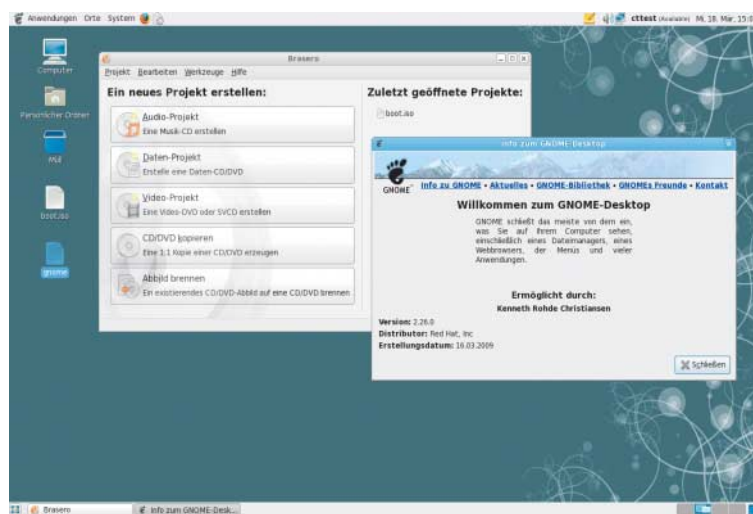 Anwendungen Orte System
cttest (Available) Mi, 18. Mär, 15:0
Computer
Persönlicher Ordner
Müll
boot.iso
gnome
Brasero
Projekt Bearbeiten Werkzeuge Hilfe
Ein neues Projekt erstellen:
Audio-Projekt
Eine Musik-CD erstellen
Daten-Projekt
Erstelle eine Daten-CD/DVD
Video-Projekt
Eine Video-DVD oder SVCD erstellen
CD/DVD kopieren
Eine 1:1 Kopie einer CD/DVD erzeugen
Abbild brennen
Ein existierendes CD/DVD-Abbild auf eine CD/DVD brennen
Zuletzt geöffnete Projekte:
boot.iso
Info zum GNOME-Desktop
GNOME™
Info zu GNOME • Aktuelles • GNOME-Bibliothek • GNOMEs Freunde • Kontakt
Willkommen zum GNOME-Desktop
GNOME schließt das meiste von dem ein,
was Sie auf Ihrem Computer sehen,
einschließlich eines Dateimanagers, eines
Webbrowsers, der Menüs und vieler
Anwendungen.
Ermöglicht durch:
Kenneth Rohde Christiansen
Version: 2.26.0
Distributor: Red Hat, Inc
Erstellungsdatum: 16.03.2009
Schließen
Brasero
Info zum GNOME-Desk...